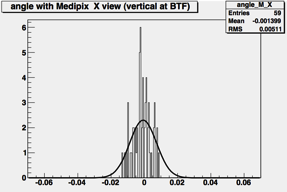 angle with Medipix X view (vertical at BTF)
angle_M_X
Entries 59
Mean -0.001399
RMS 0.00511
6
5
4
3
2
1
0
-0.06 -0.04 -0.02 0 0.02 0.04 0.06